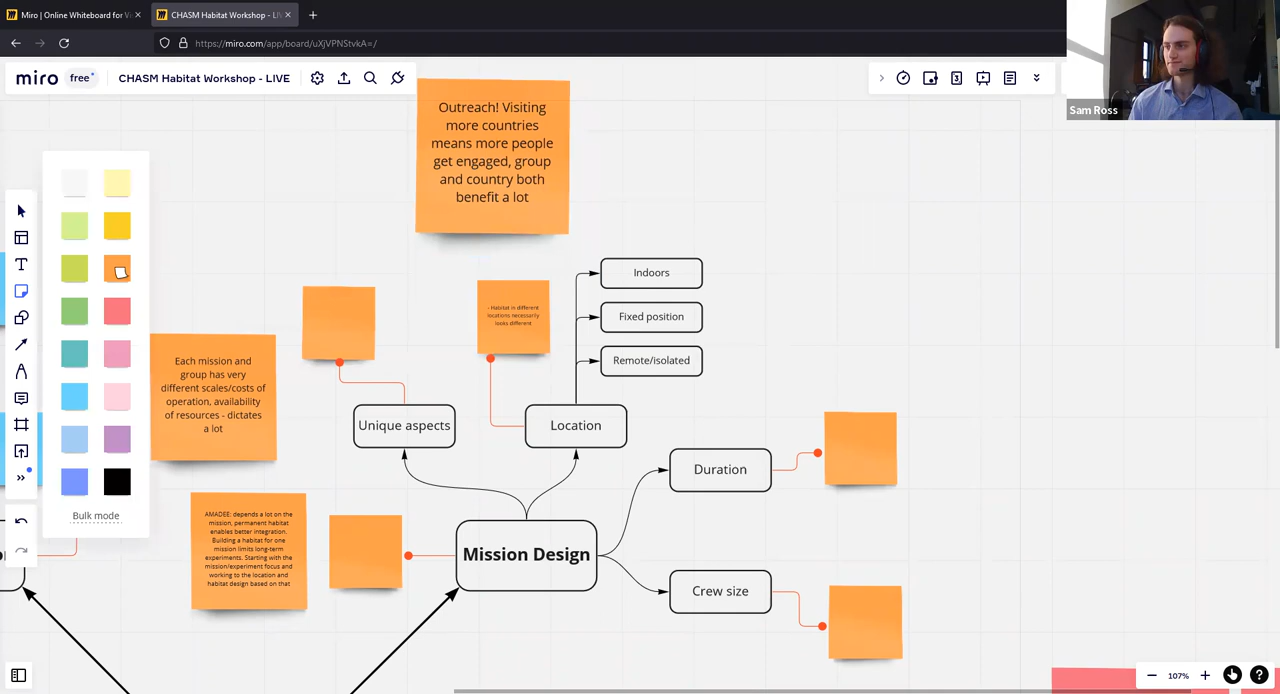 Miro | Online Whiteboard for Vi
CHASM Habitat Workshop - LI
https://miro.com/app/board/uXjVPNStvkA=/
miro
free
CHASM Habitat Workshop - LIVE
3
Sam Ross
Outreach! Visiting
more countries
means more people
get engaged, group
and country both
benefit a lot
Indoors
Fixed position
Remote/isolated
- Habitat in different
locations necessarily
looks different
Each mission and
group has very
different scales/costs of
operation, availability
of resources - dictates
a lot
Unique aspects
Location
Duration
Bulk mode
AMADEE: depends a lot on the
mission, permanent habitat
enables better integration.
Building a habitat for one
mission limits long-term
experiments. Starting with the
mission/experiment focus and
working to the location and
habitat design based on that
Mission Design
Crew size
107%